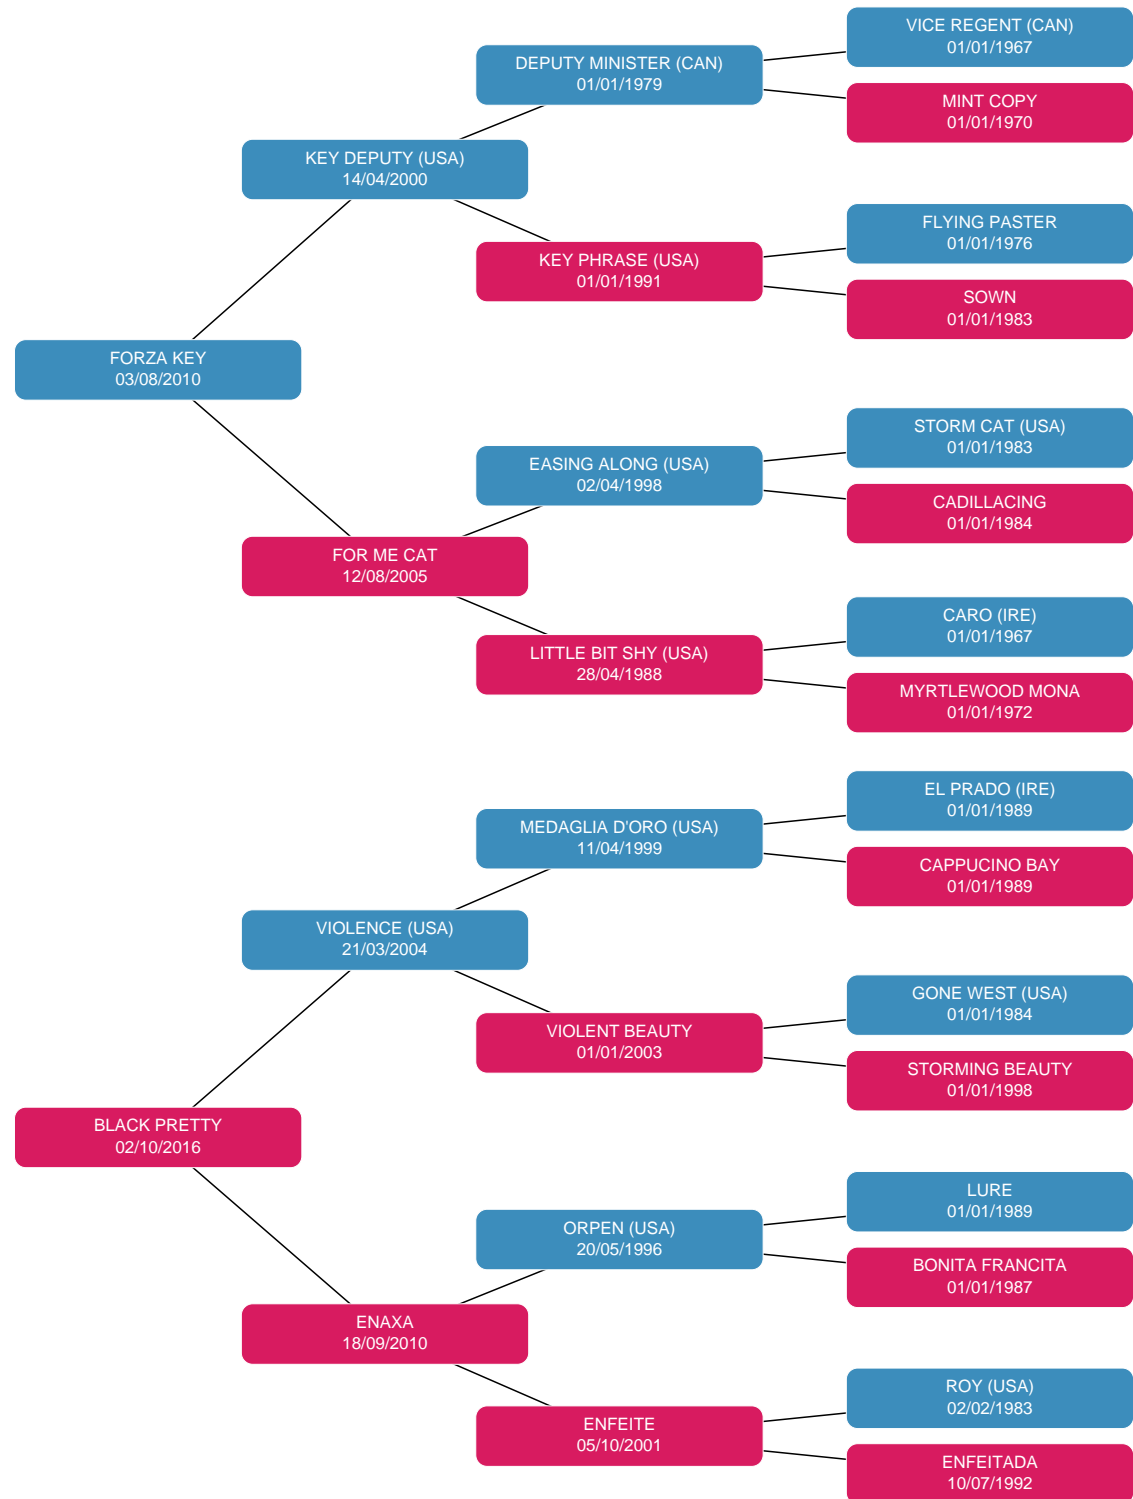 VICE REGENT (CAN)
01/01/1967
DEPUTY MINISTER (CAN)
01/01/1979
MINT COPY
01/01/1970
KEY DEPUTY (USA)
14/04/2000
FLYING PASTER
01/01/1976
KEY PHRASE (USA)
01/01/1991
SOWN
01/01/1983
FORZA KEY
03/08/2010
STORM CAT (USA)
01/01/1983
EASING ALONG (USA)
02/04/1998
CADILLACING
01/01/1984
FOR ME CAT
12/08/2005
CARO (IRE)
01/01/1967
LITTLE BIT SHY (USA)
28/04/1988
MYRTLEWOOD MONA
01/01/1972
EL PRADO (IRE)
01/01/1989
MEDAGLIA D'ORO (USA)
11/04/1999
CAPPUCINO BAY
01/01/1989
VIOLENCE (USA)
21/03/2004
GONE WEST (USA)
01/01/1984
VIOLENT BEAUTY
01/01/2003
STORMING BEAUTY
01/01/1998
BLACK PRETTY
02/10/2016
LURE
01/01/1989
ORPEN (USA)
20/05/1996
BONITA FRANCITA
01/01/1987
ENAXA
18/09/2010
ROY (USA)
02/02/1983
ENFEITE
05/10/2001
ENFEITADA
10/07/1992